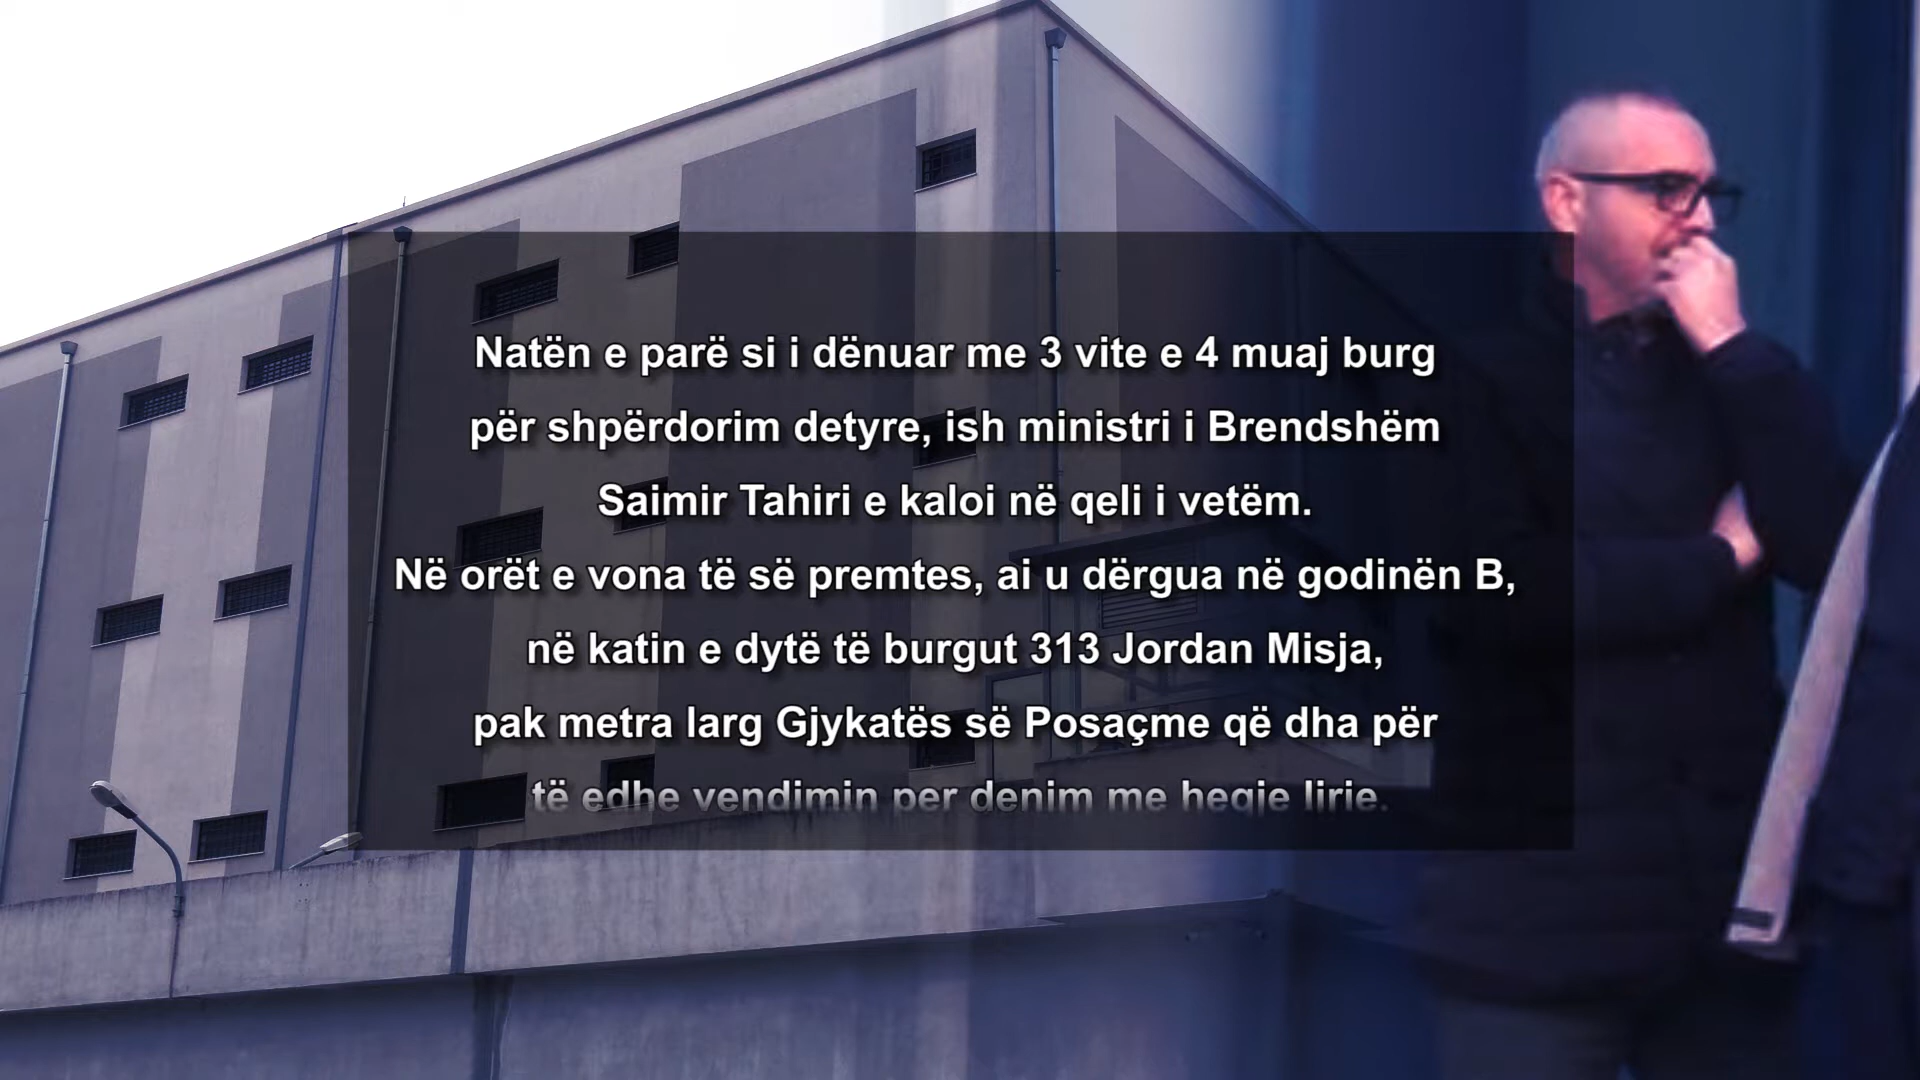 Natën e parë si i dënuar me 3 vite e 4 muaj burg
për shpërdorim detyre, ish ministri i Brendshëm
Saimir Tahiri e kaloi në qeli i vetëm.
Në orët e vona të së premtes, ai u dërgua në godinën B,
në katin e dytë të burgut 313 Jordan Misja,
pak metra larg Gjykatës së Posaçme që dha për
të edhe vendimin per denim me heqje lirie.